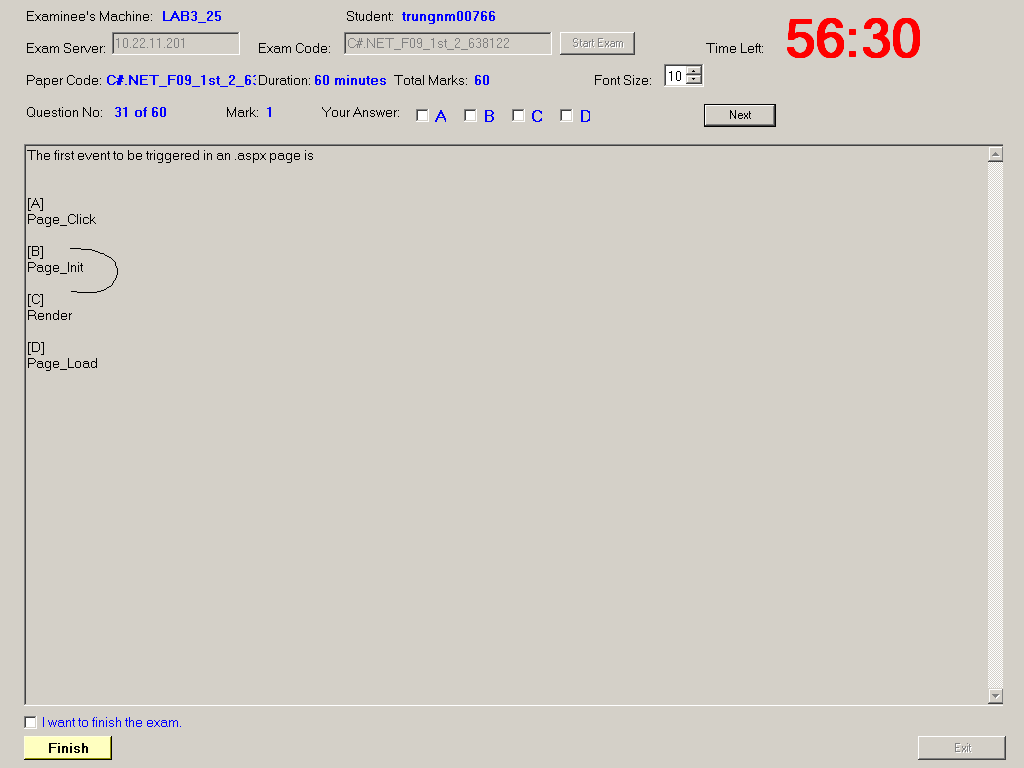 Examinee's Machine: LAB3_25 Student: trungnm00766
Exam Server: 10.22.11.201 Exam Code: C#.NET_F09_1st_2_638122 Start Exam Time Left: 56:30
Paper Code: C#.NET_F09_1st_2_6 Duration: 60 minutes Total Marks: 60 Font Size: 10
Question No: 31 of 60 Mark: 1 Your Answer: A B C D Next
The first event to be triggered in an .aspx page is
[A]
Page_Click
[B]
Page_Init
[C]
Render
[D]
Page_Load
I want to finish the exam.
Finish Exit